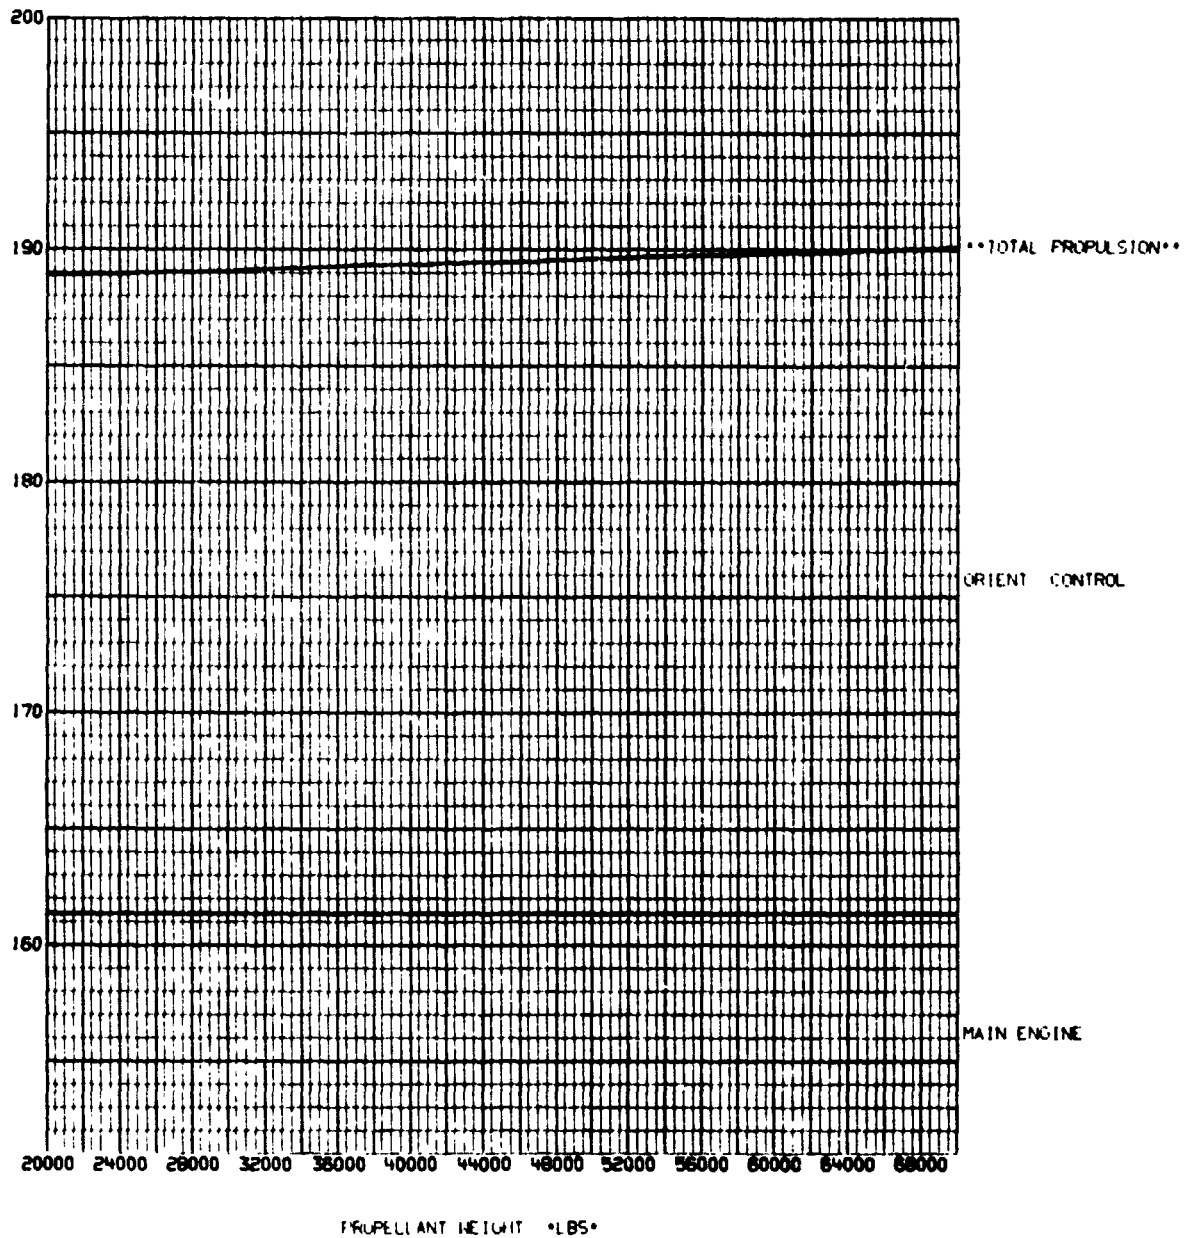 200
190
**TOTAL PROPULSION**
180
ORIENT CONTROL
170
160
MAIN ENGINE
20000 24000 28000 32000 36000 40000 44000 48000 52000 56000 60000 64000 68000
PROPELLANT WEIGHT *LBS*